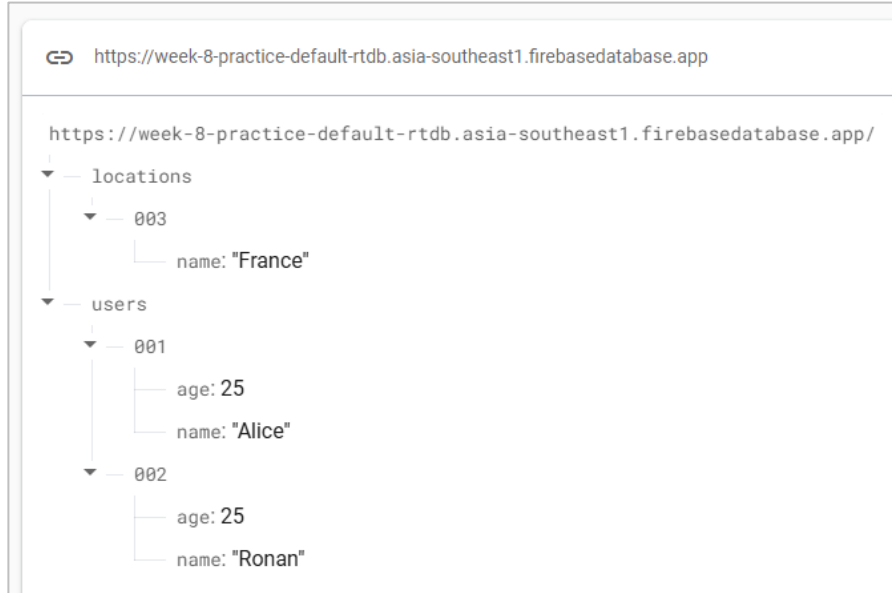 https://week-8-practice-default-rtdb.asia-southeast1.firebasedatabase.app
https://week-8-practice-default-rtdb.asia-southeast1.firebasedatabase.app/
locations
003
name: "France"
users
001
age: 25
name: "Alice"
002
age: 25
name: "Ronan"